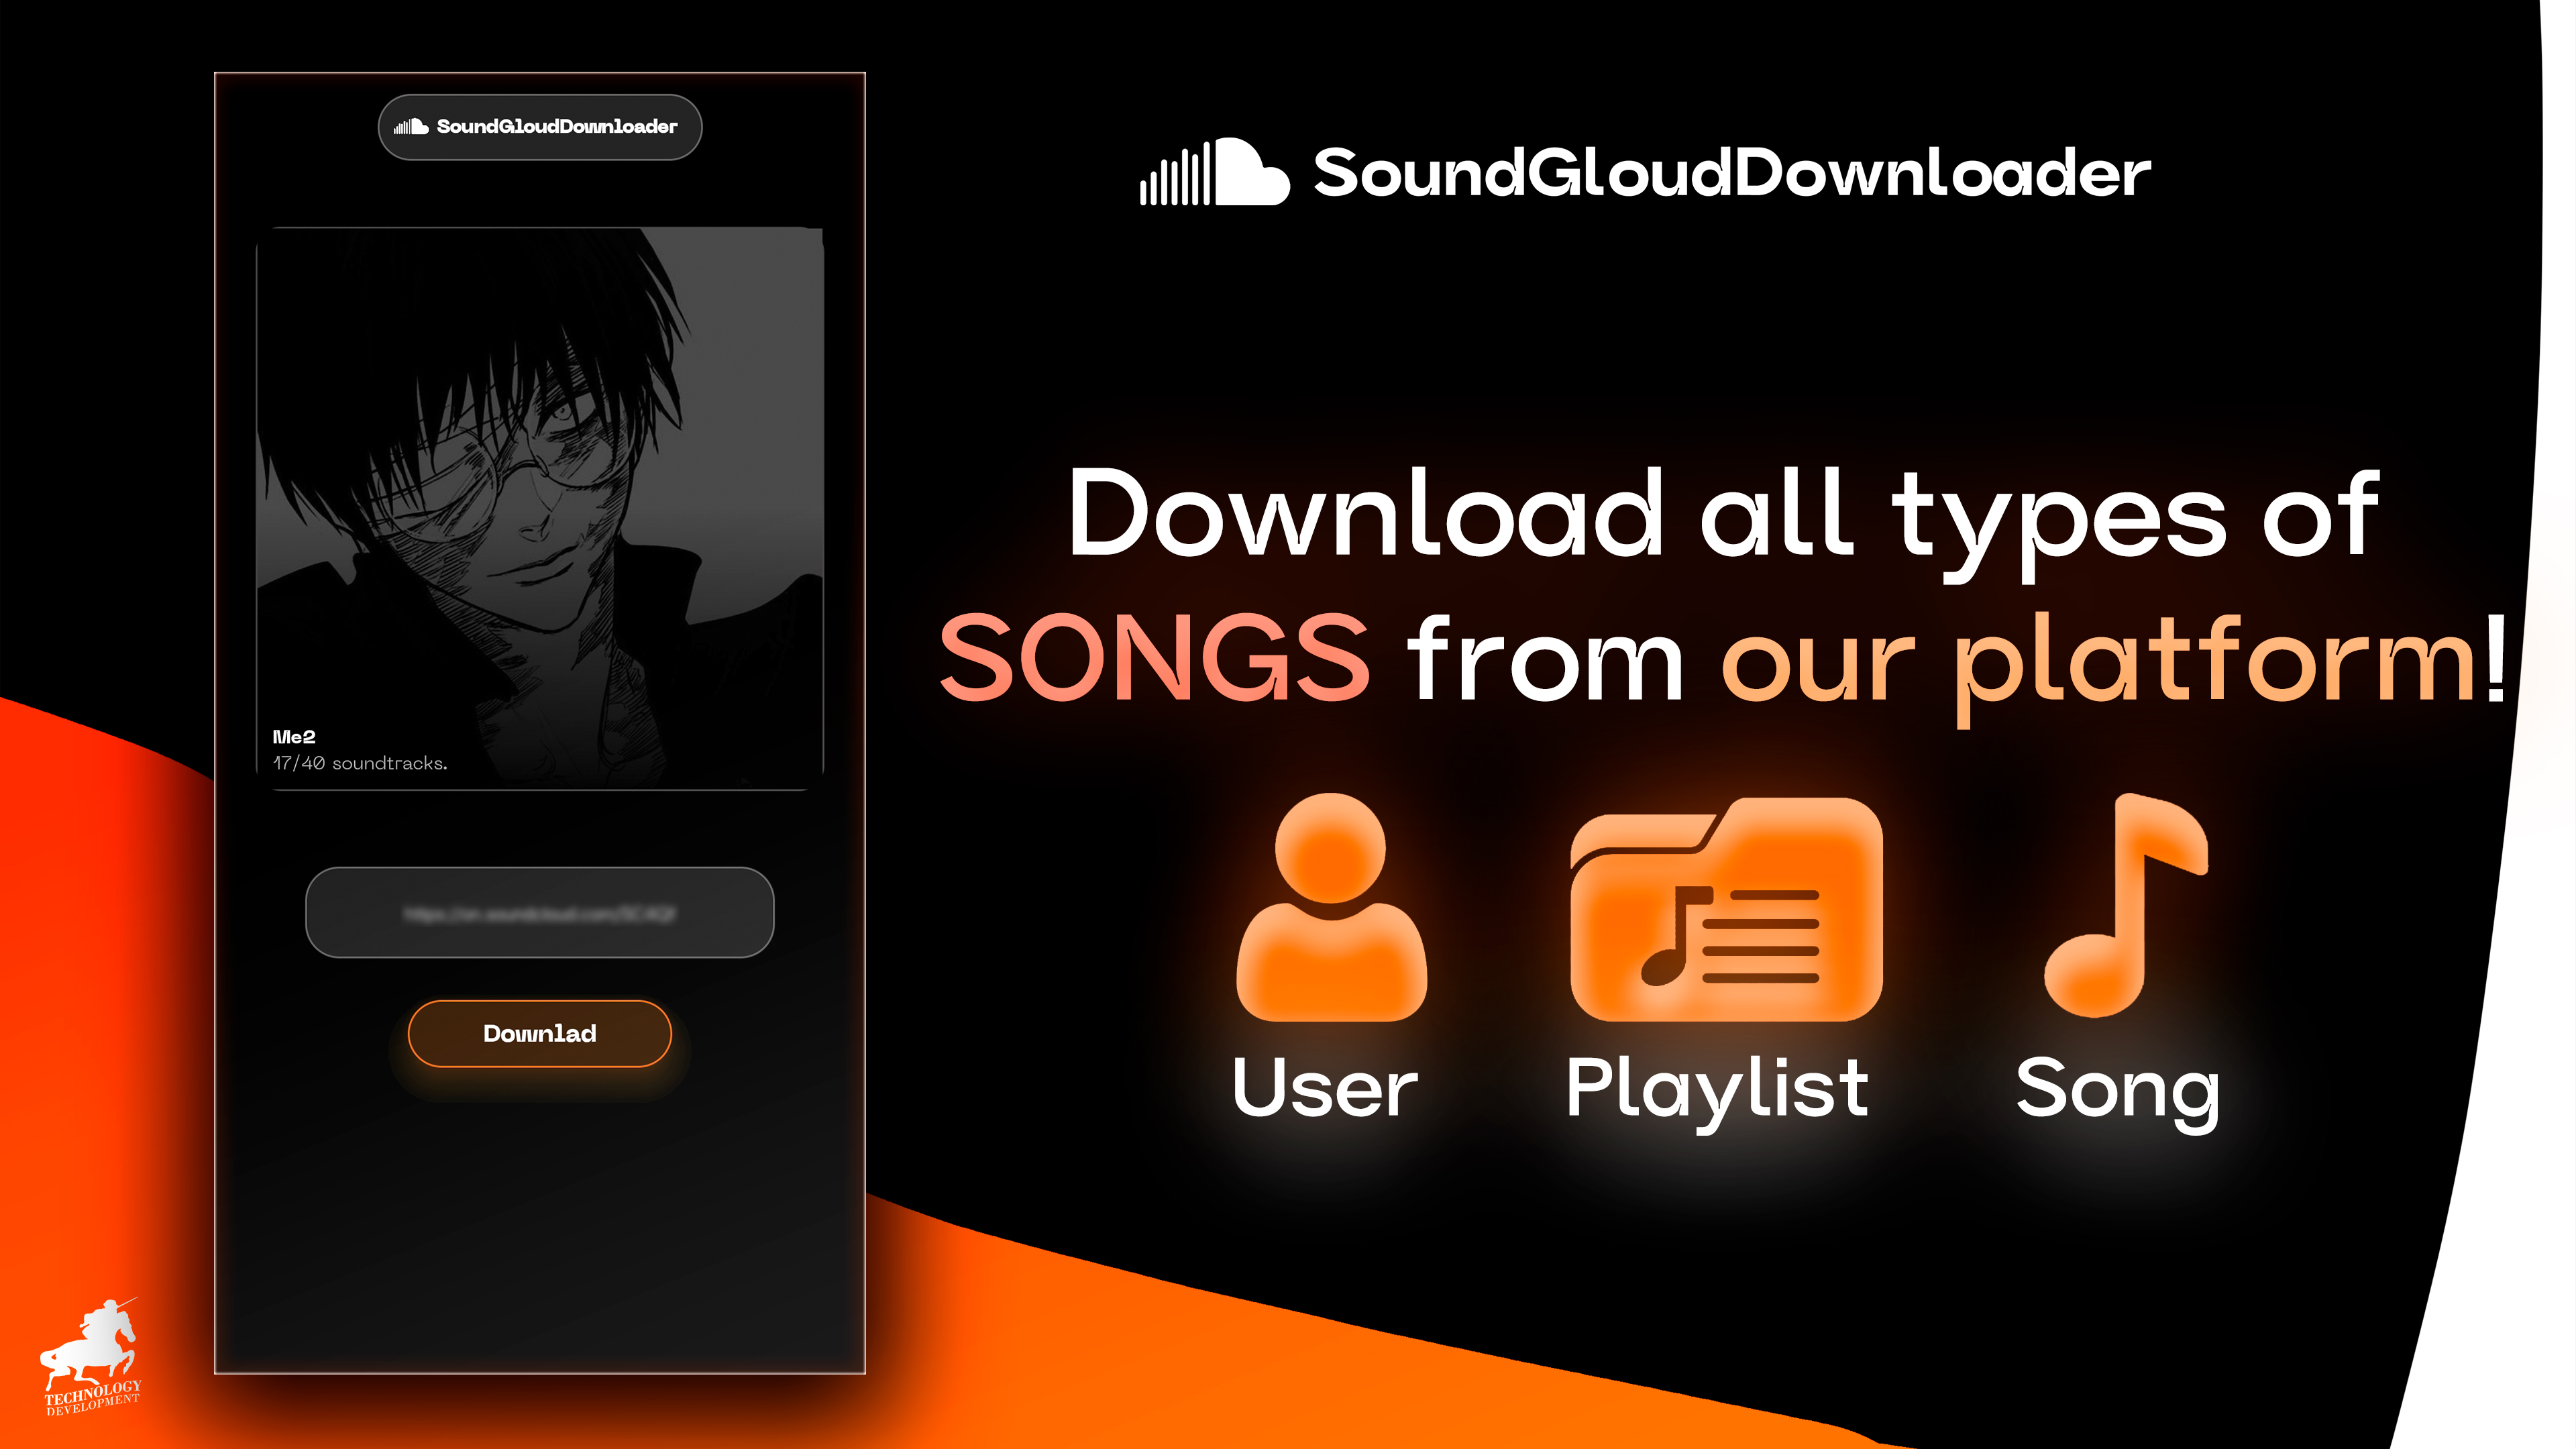 SoundGloudDownloader
Me2
17/40 soundtracks.
Downlad
SoundGloudDownloader
Download all types of
SONGS from our platform!
User Playlist Song
TECHNOLOGY
DEVELOPMENT